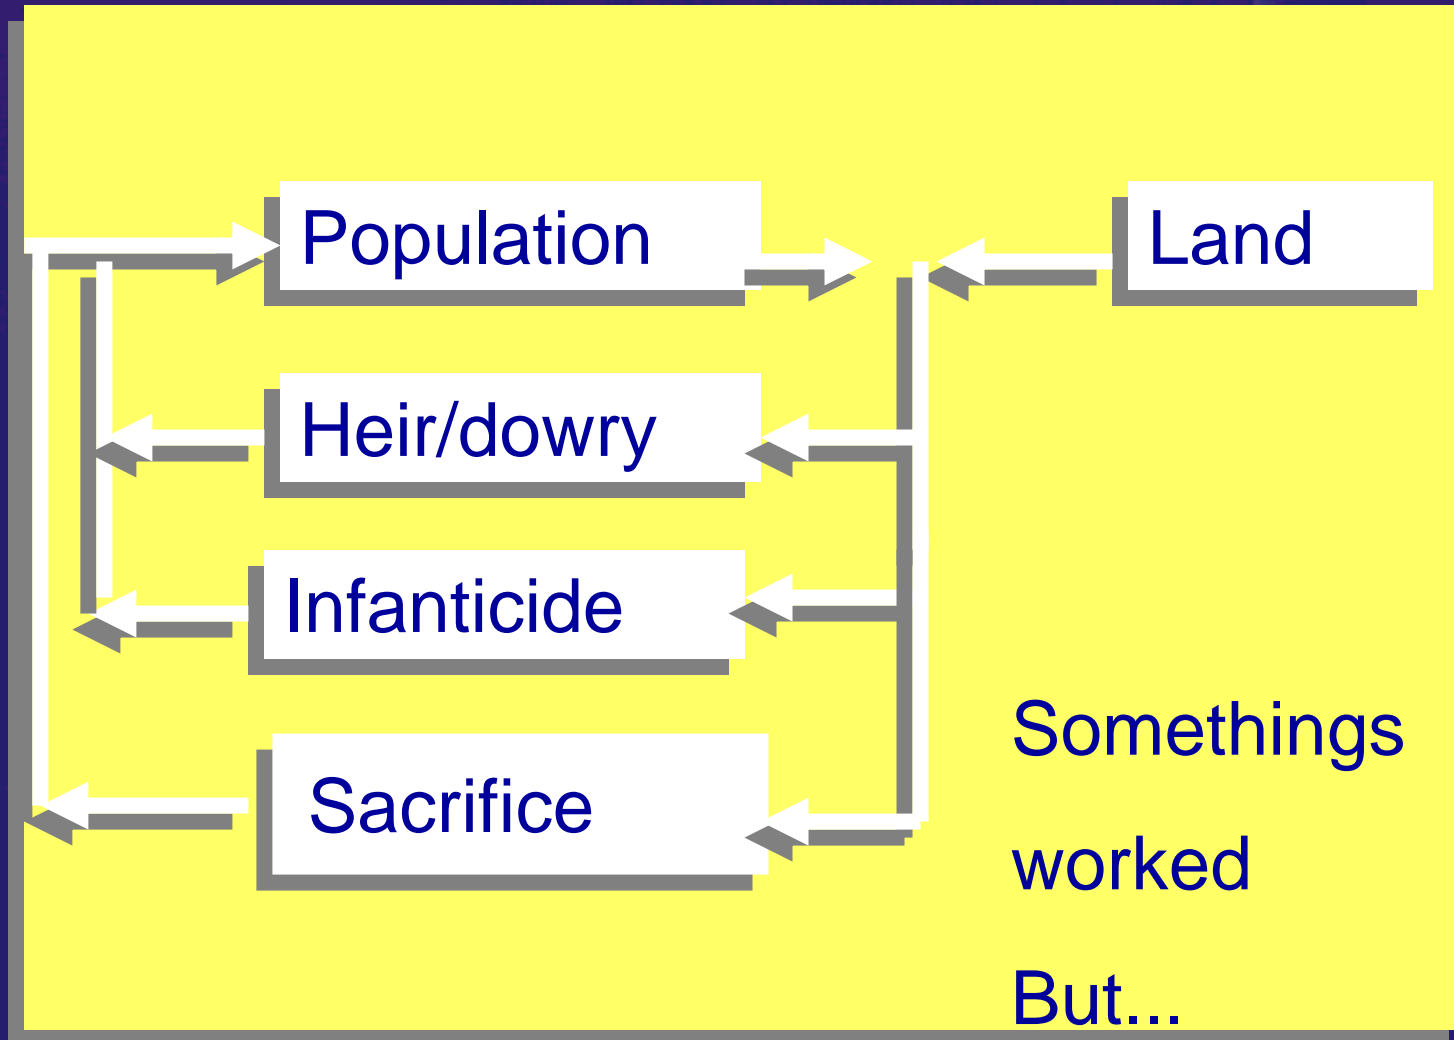 Population
Land
Heir/dowry
Infanticide
Sacrifice
Somethings
worked
But...